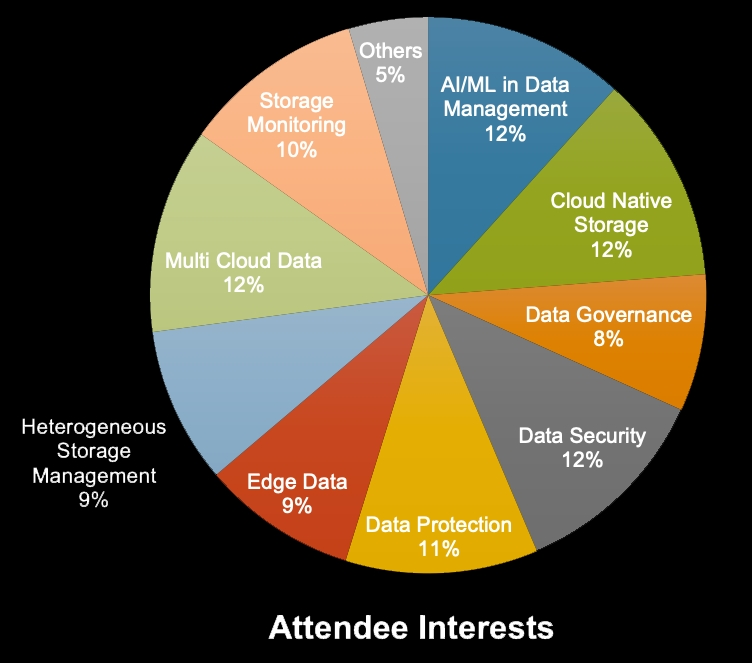 Others
5%
AI/ML in Data
Management
12%
Storage
Monitoring
10%
Cloud Native
Storage
12%
Multi Cloud Data
12%
Data Governance
8%
Heterogeneous
Storage
Management
9%
Data Security
12%
Edge Data
9%
Data Protection
11%
Attendee Interests